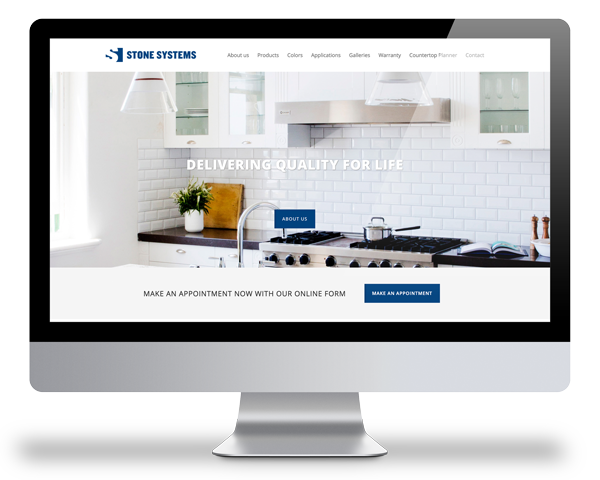 STONE SYSTEMS
About us Products Colors Applications Galleries Warranty Countertop Planner Contact
DELIVERING QUALITY FOR LIFE
ABOUT US
MAKE AN APPOINTMENT NOW WITH OUR ONLINE FORM
MAKE AN APPOINTMENT